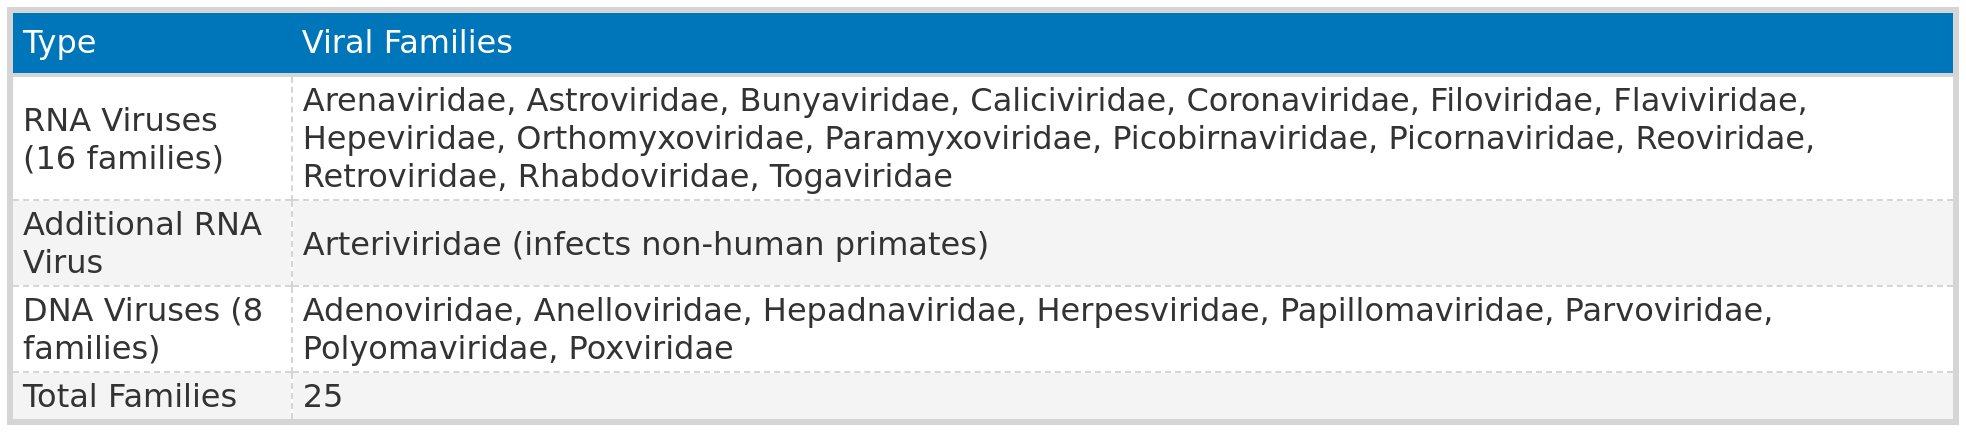 Type
Viral Families
RNA Viruses
(16 families)
Arenaviridae, Astroviridae, Bunyaviridae, Caliciviridae, Coronaviridae, Filoviridae, Flaviviridae,
Hepeviridae, Orthomyxoviridae, Paramyxoviridae, Picobirnaviridae, Picornaviridae, Reoviridae,
Retroviridae, Rhabdoviridae, Togaviridae
Additional RNA
Virus
Arteriviridae (infects non-human primates)
DNA Viruses (8
families)
Adenoviridae, Anelloviridae, Hepadnaviridae, Herpesviridae, Papillomaviridae, Parvoviridae,
Polyomaviridae, Poxviridae
Total Families
25